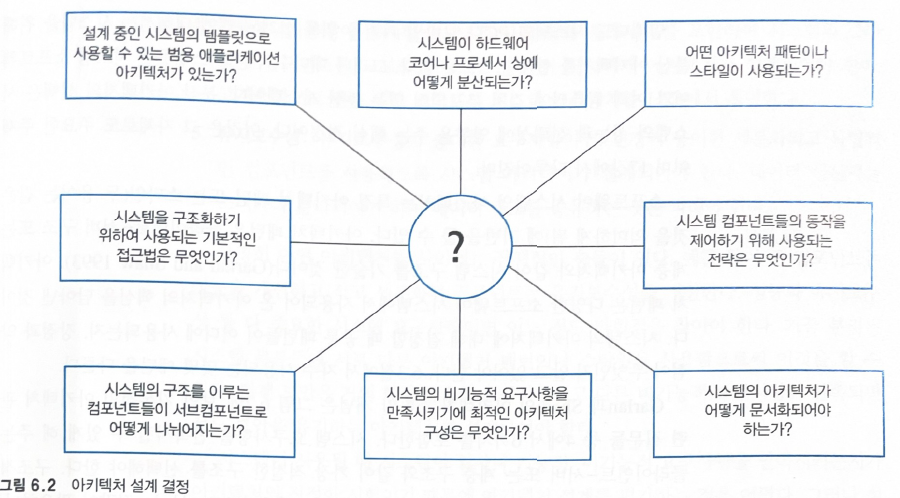 설계 중인 시스템의 템플릿으로
사용할 수 있는 범용 애플리케이션
아키텍처가 있는가?
시스템이 하드웨어
코어나 프로세서 상에
어떻게 분산되는가?
어떤 아키텍처 패턴이나
스타일이 사용되는가?
시스템을 구조화하기
위하여 사용되는 기본적인
접근법은 무엇인가?
?
시스템 컴포넌트들의 동작을
제어하기 위해 사용되는
전략은 무엇인가?
시스템의 구조를 이루는
컴포넌트들이 서브컴포넌트로
어떻게 나뉘어지는가?
시스템의 비기능적 요구사항을
만족시키기에 최적인 아키텍처
구성은 무엇인가?
시스템의 아키텍처가
어떻게 문서화되어야
하는가?
그림 6.2 아키텍처 설계 결정